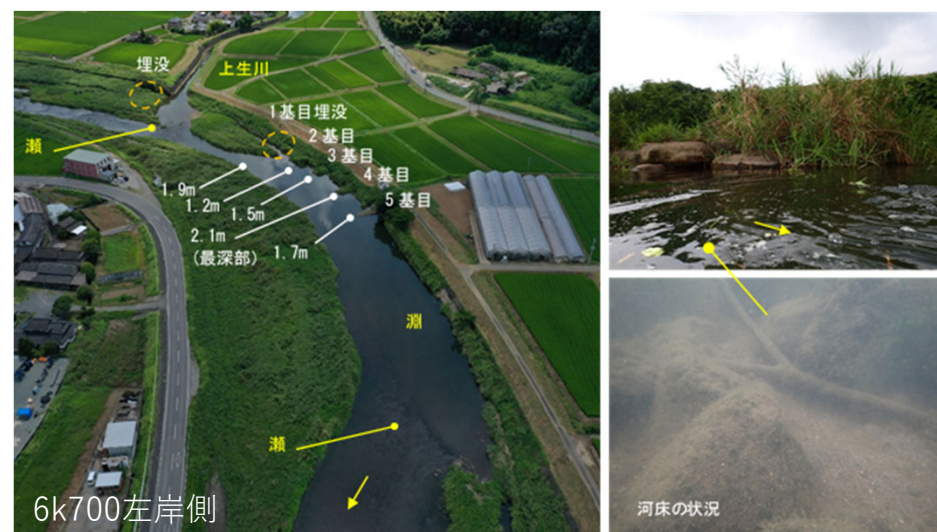 埋没
上生川
1基目埋没
2基目
3基目
4基目
5基目
瀬
1.9m
1.2m
1.5m
2.1m
(最深部)
1.7m
淵
瀬
6k700左岸側
河床の状況